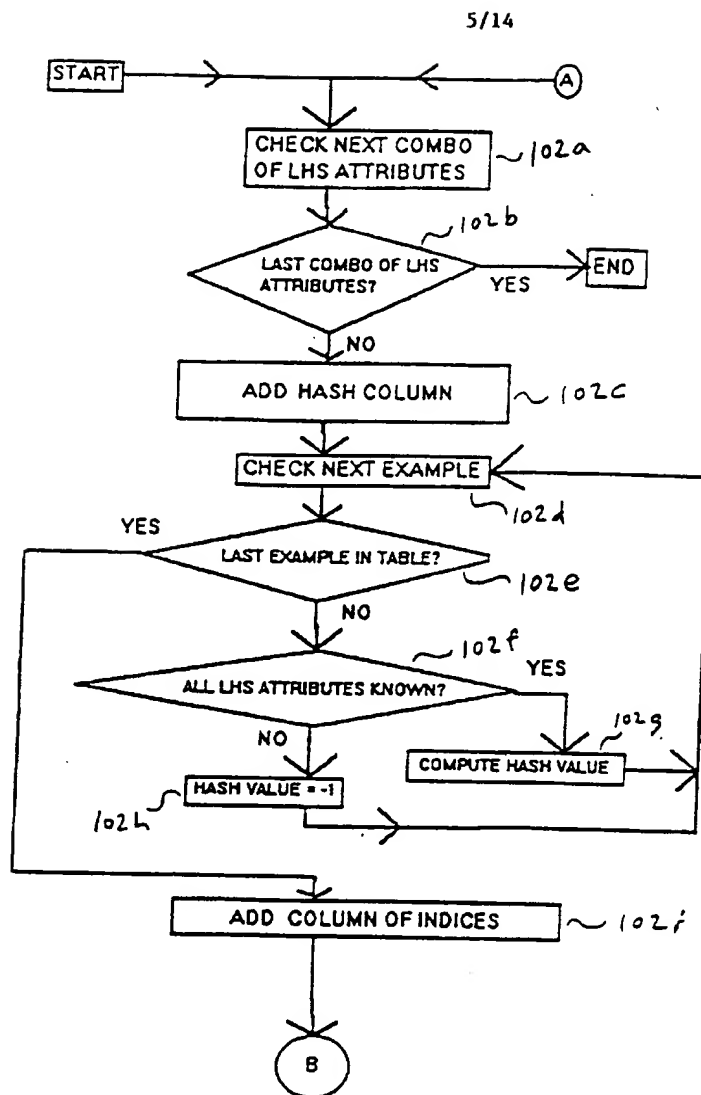 5/14
START
A
CHECK NEXT COMBO
OF LHS ATTRIBUTES
102a
102b
LAST COMBO OF LHS
ATTRIBUTES?
YES
END
NO
ADD HASH COLUMN
102c
CHECK NEXT EXAMPLE
102d
YES
LAST EXAMPLE IN TABLE?
102e
NO
102f
ALL LHS ATTRIBUTES KNOWN?
YES
102g
COMPUTE HASH VALUE
NO
HASH VALUE = -1
102h
ADD COLUMN OF INDICES
102i
B